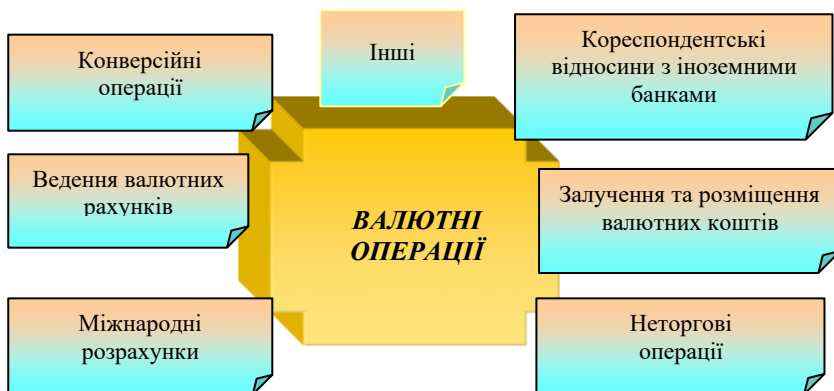 Конверсійні
операції
Інші
Кореспондентські
відносини з іноземними
банками
Ведення валютних
рахунків
ВАЛЮТНІ
ОПЕРАЦІЇ
Залучення та розміщення
валютних коштів
Міжнародні
розрахунки
Неторгові
операції